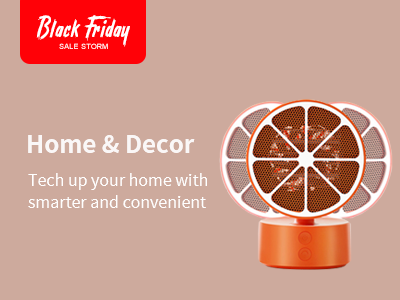 Black Friday
SALE STORM
Home & Decor
Tech up your home with
smarter and convenient